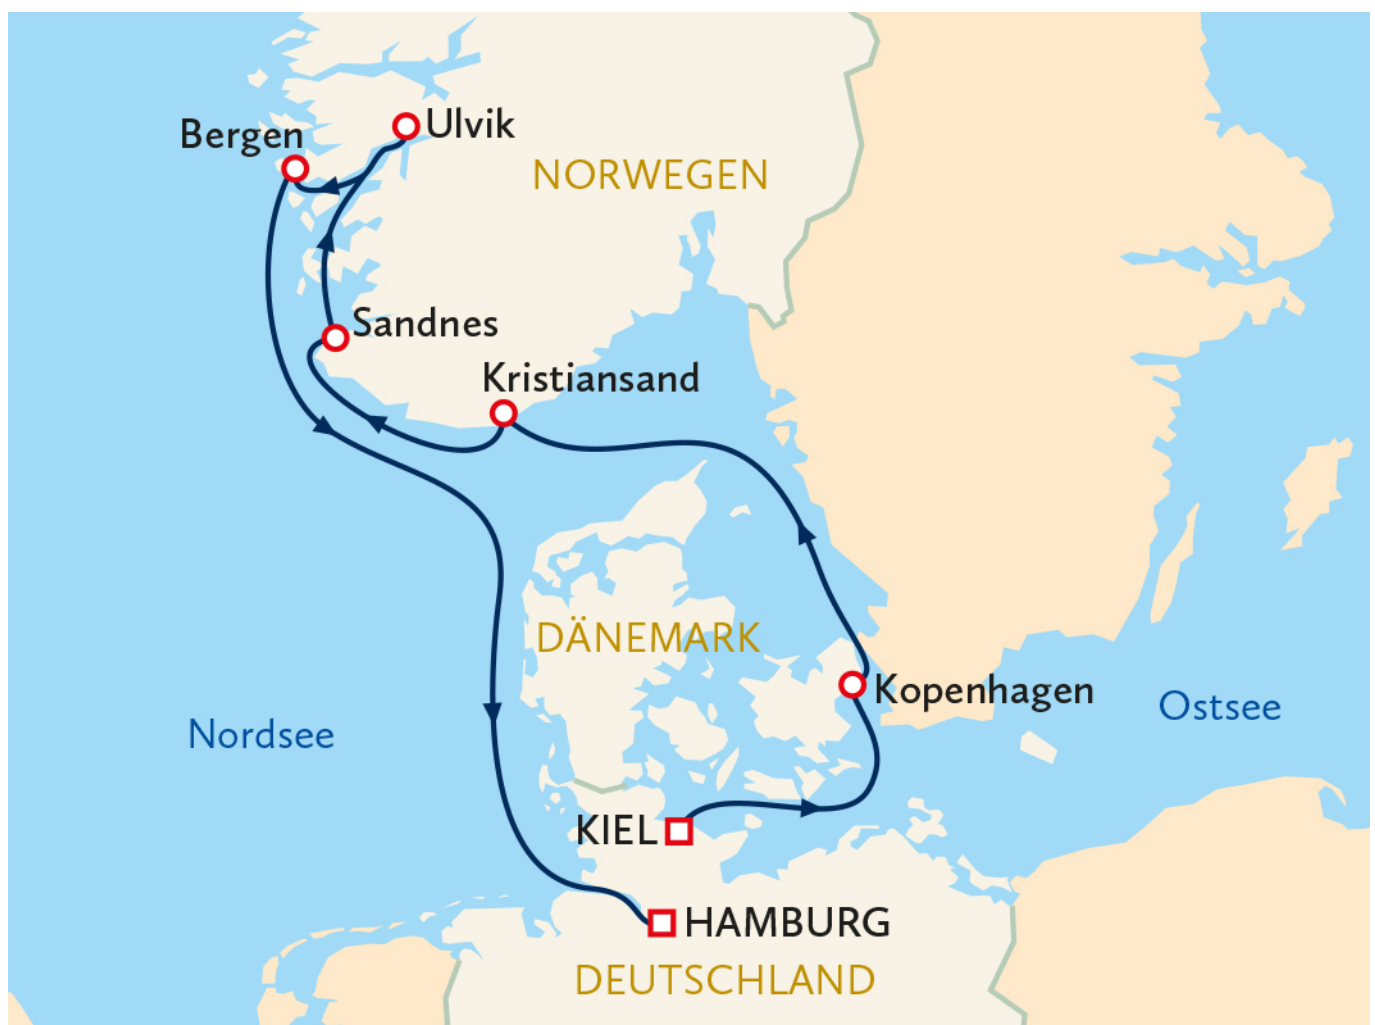 Ulvik
Bergen
NORWEGEN
Sandnes
Kristiansand
DÄNEMARK
Kopenhagen
Ostsee
Nordsee
KIEL
HAMBURG
DEUTSCHLAND